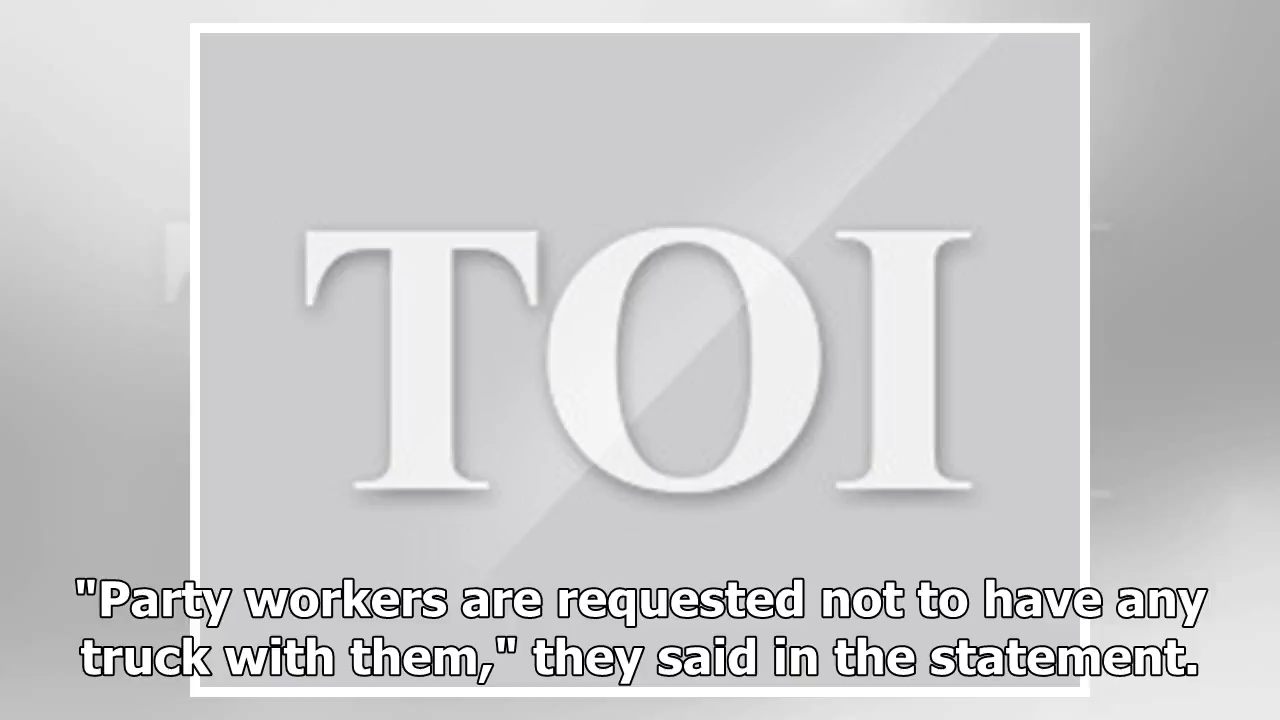 TOI
"Party workers are requested not to have any
truck with them," they said in the statement.